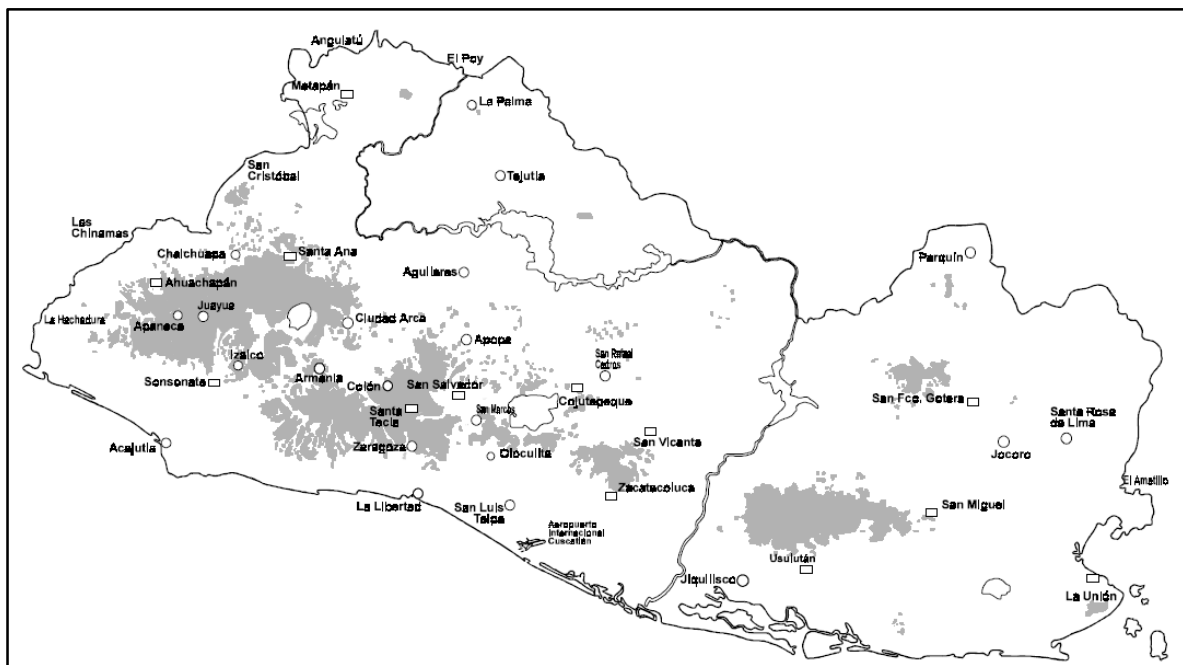 Anguiatú
El Poy
Metapán
La Palma
San
Cristóbal
Tejutla
Las
Chinamas
Chalchuapa
Santa Ana
Aguilares
Perquín
Ahuachapán
Juayua
La Hachadura
Apaneca
Ciudad Arce
Apopa
Izalco
San Rafael
Cedros
Sonsonate
Armenia
Colón
San Salvador
Cojutepeque
San Fco. Gotera
Santa
Tecla
San Marcos
Santa Rosa
de Lima
Acajutla
Zaragoza
Olocuilta
San Vicente
Jocoro
El Amatillo
La Libertad
San Luis
Talpa
Zacatecoluca
San Miguel
Aeropuerto
Internacional
Cuscatlán
Usulután
Jiquilisco
La Unión